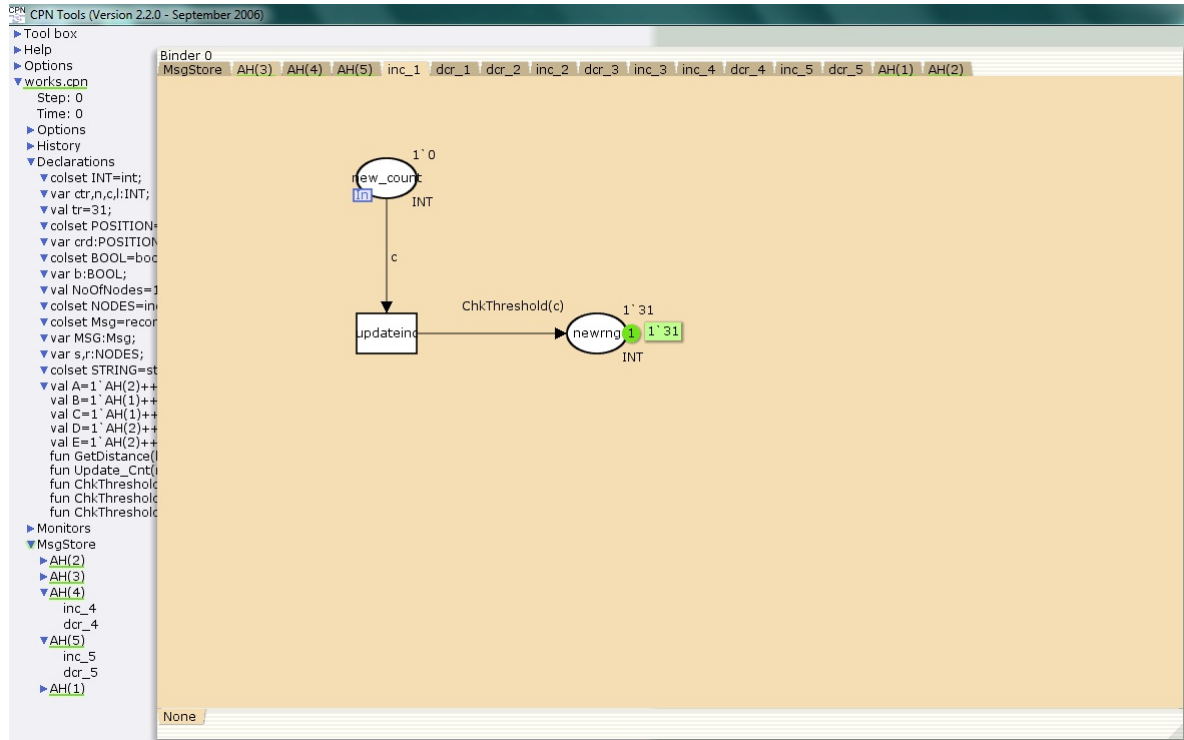 CPN Tools (Version 2.2.0 - September 2006)
Tool box
Help
Options
works.cpn
Step: 0
Time: 0
Options
History
Declarations
colset INT=int;
var ctr,n,c,l:INT;
val tr=31;
colset POSITION=
var crd:POSITION
colset BOOL=boo
var b:BOOL;
val NoOfNodes=1
colset NODES=in
colset Msg=recor
var MSG:Msg;
var s,r:NODES;
colset STRING=st
val A=1`AH(2)++
val B=1`AH(1)++
val C=1`AH(1)++
val D=1`AH(2)++
val E=1`AH(2)++
fun GetDistance(
fun Update_Cnt(
fun ChkThreshold
fun ChkThreshold
fun ChkThreshold
Monitors
MsgStore
AH(2)
AH(3)
AH(4)
inc_4
dcr_4
AH(5)
inc_5
dcr_5
AH(1)
Binder 0
MsgStore AH(3) AH(4) AH(5) inc_1 dcr_1 dcr_2 inc_2 dcr_3 inc_3 inc_4 dcr_4 inc_5 dcr_5 AH(1) AH(2)
1`0
new_count
In
INT
c
ChkThreshold(c)
1`31
updateinc
newrng
1
1`31
INT
None